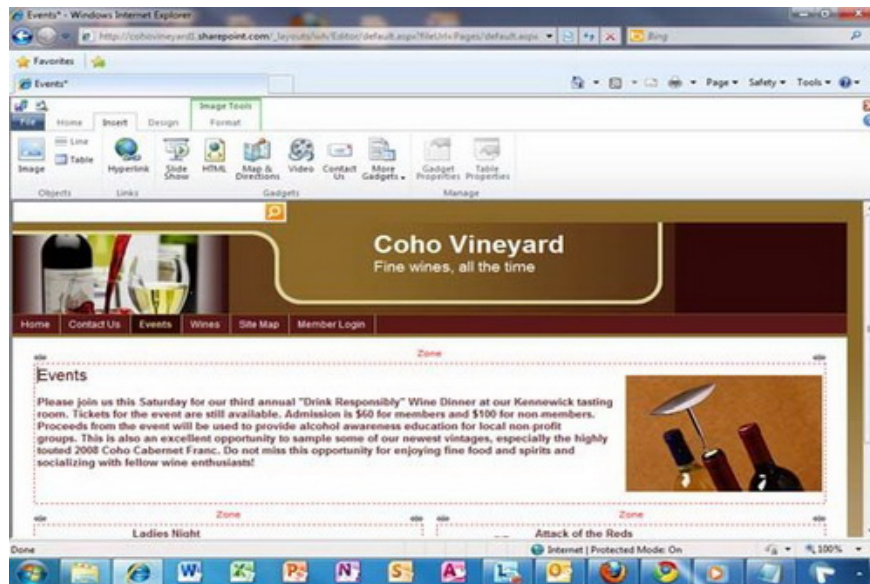 Events* - Windows Internet Explorer
http://cohovineyard1.sharepoint.com/_layouts/wh/Editor/default.aspx?fileUrl=Pages/default.aspx
Bing
Favorites
Events*
Page Safety Tools
Image Tools
File Home Insert Design Format
Line
Table
Image Hyperlink Slide Show HTML Map & Directions Video Contact Us More Gadgets Gadget Properties Table Properties
Objects Links Gadgets Manage
Coho Vineyard
Fine wines, all the time
Home Contact Us Events Wines Site Map Member Login
Zone
Events
Please join us this Saturday for our third annual "Drink Responsibly" Wine Dinner at our Kennewick tasting
room. Tickets for the event are still available. Admission is $60 for members and $100 for non-members.
Proceeds from the event will be used to provide alcohol awareness education for local non-profit
groups. This is also an excellent opportunity to sample some of our newest vintages, especially the highly
touted 2008 Coho Cabernet Franc. Do not miss this opportunity for enjoying fine food and spirits and
socializing with fellow wine enthusiasts!
Zone Zone
Ladies Night Attack of the Reds
Done Internet | Protected Mode: On 100%